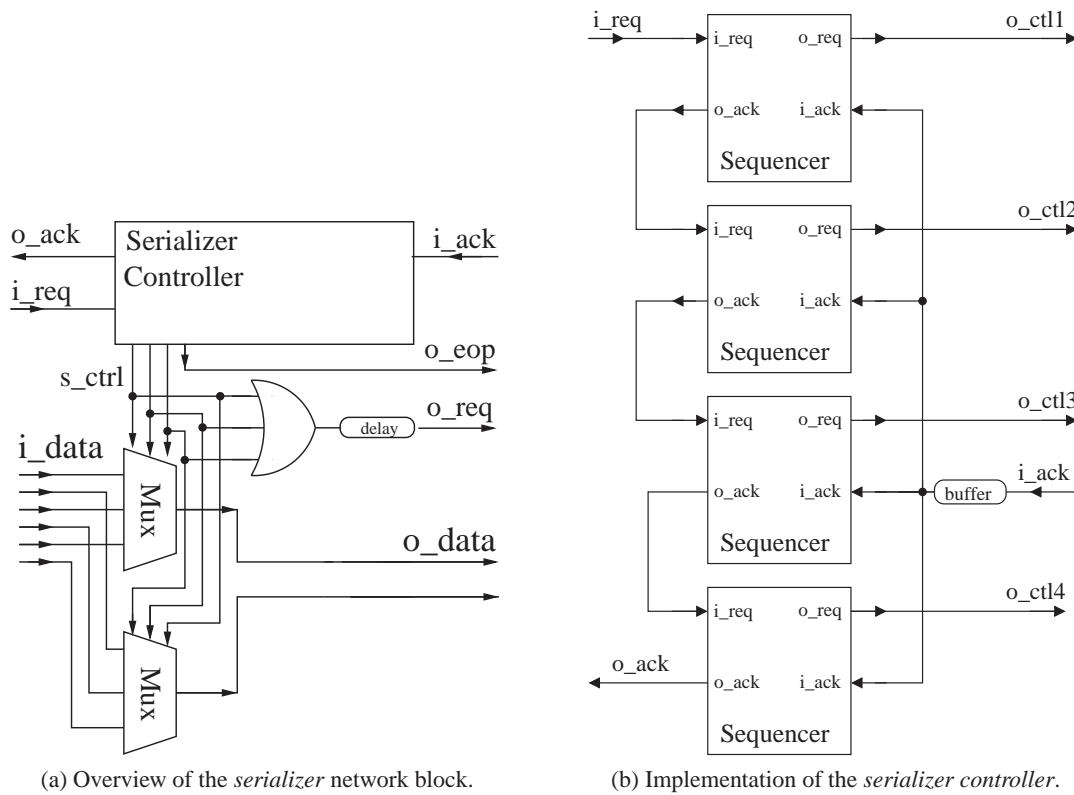 o_ack
Serializer
Controller
i_ack
i_req
o_eop
s_ctrl
o_req
delay
i_data
Mux
o_data
Mux
(a) Overview of the serializer network block.
i_req
i_req
o_req
o_ctl1
o_ack
i_ack
Sequencer
i_req
o_req
o_ctl2
o_ack
i_ack
Sequencer
i_req
o_req
o_ctl3
o_ack
i_ack
buffer
i_ack
Sequencer
i_req
o_req
o_ctl4
o_ack
o_ack
i_ack
Sequencer
(b) Implementation of the serializer controller.